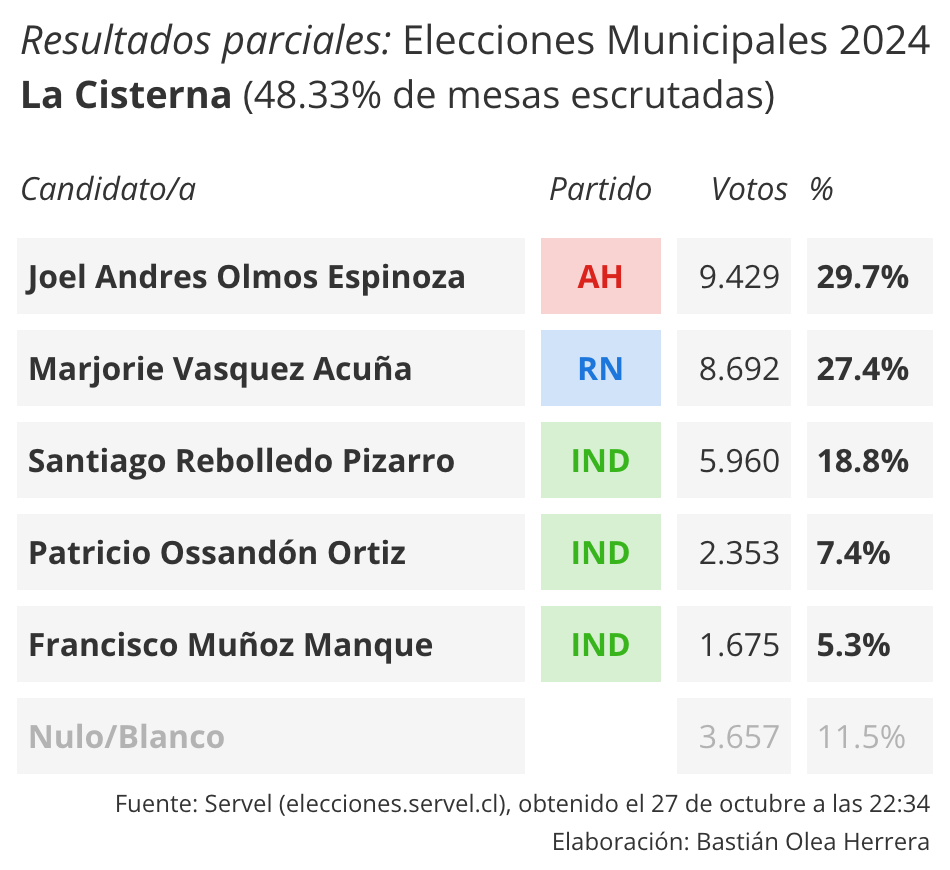 Resultados parciales: Elecciones Municipales 2024
La Cisterna (48.33% de mesas escrutadas)
Candidato/a Partido Votos %
Joel Andres Olmos Espinoza AH 9.429 29.7%
Marjorie Vasquez Acuña RN 8.692 27.4%
Santiago Rebolledo Pizarro IND 5.960 18.8%
Patricio Ossandón Ortiz IND 2.353 7.4%
Francisco Muñoz Manque IND 1.675 5.3%
Nulo/Blanco 3.657 11.5%
Fuente: Servel (elecciones.servel.cl), obtenido el 27 de octubre a las 22:34
Elaboración: Bastián Olea Herrera